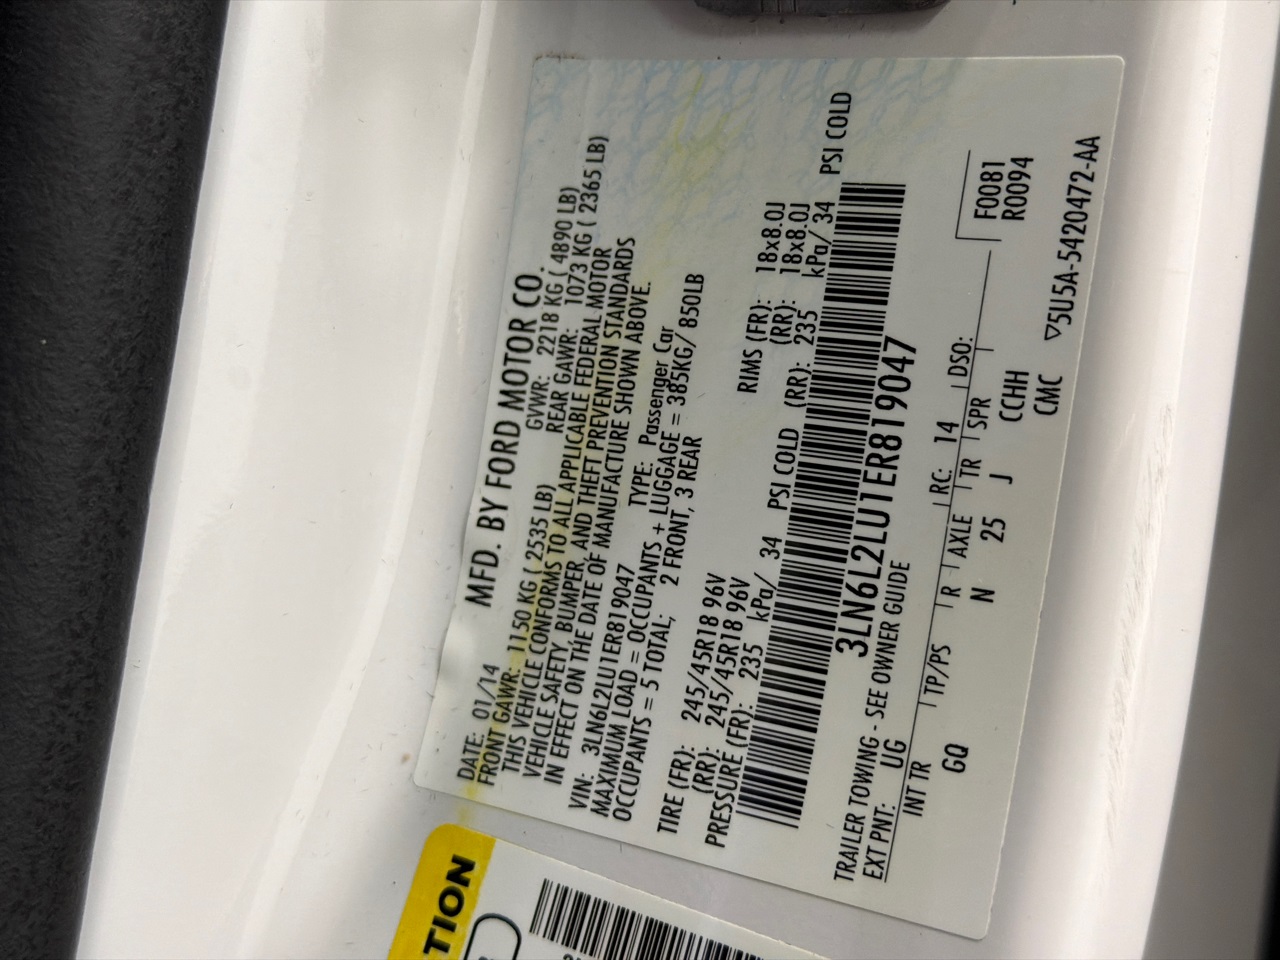 MFD. BY FORD MOTOR CO.
DATE: 01/14 GVWR: 2218 KG ( 4890 LB)
FRONT GAWR: 1150 KG ( 2535 LB) REAR GAWR: 1073 KG ( 2365 LB)
THIS VEHICLE CONFORMS TO ALL APPLICABLE FEDERAL MOTOR
VEHICLE SAFETY, BUMPER, AND THEFT PREVENTION STANDARDS
IN EFFECT ON THE DATE OF MANUFACTURE SHOWN ABOVE.
VIN: 3LN6L2LU1ER819047 TYPE: Passenger Car
MAXIMUM LOAD = OCCUPANTS + LUGGAGE = 385KG/ 850LB
OCCUPANTS = 5 TOTAL; 2 FRONT, 3 REAR
TIRE (FR): 245/45R18 96V RIMS (FR): 18x8.0J
(RR): 245/45R18 96V (RR): 18x8.0J
PRESSURE (FR): 235 kPa/ 34 PSI COLD (RR): 235 kPa/ 34 PSI COLD
3LN6L2LU1ER819047
TRAILER TOWING - SEE OWNER GUIDE
EXT PNT: UG RC: 14 DSO: F0081
R0094
INT TR TP/PS R AXLE TR SPR
GQ N 25 J CCHH
CMC
▽5U5A-5420472-AA
TION